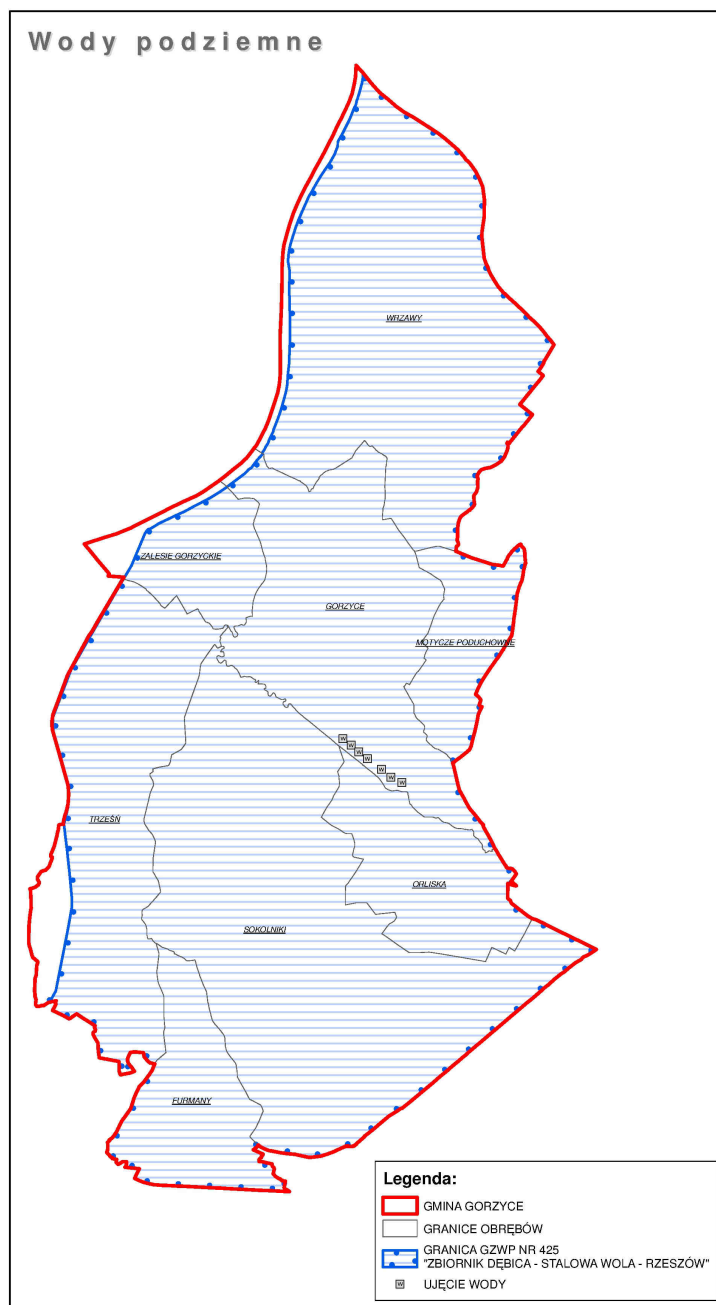 Wody podziemne
WRZAWY
ZALESIE GORZYCKIE
GORZYCE
MOTYCZE PODUCHOWNE
W
W
W
W
W
W
W
TRZEŚŃ
ORLISKA
SOKOLNIKI
FURMANY
Legenda:
GMINA GORZYCE
GRANICE OBRĘBÓW
GRANICA GZWP NR 425
"ZBIORNIK DĘBICA - STALOWA WOLA - RZESZÓW"
W UJĘCIE WODY